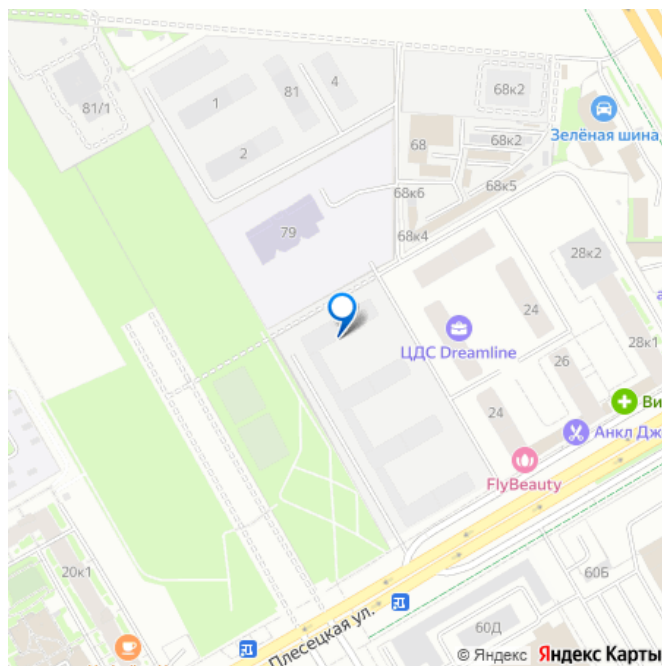 81/1
1
81
4
2
68к2
68
68к2
Зелёная шина
68к6
68к5
68к4
79
28к2
а
24
ЦДС Dreamline
28к1
26
24
Ви
Анкл Дж
FlyBeauty
20к1
Плесецкая ул.
60Б
60Д
© Яндекс Яндекс Карты